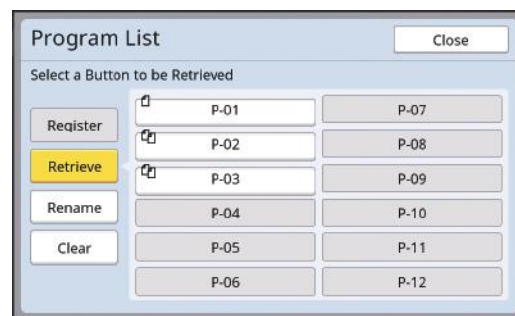 Program List
Close
Select a Button to be Retrieved
Register
Retrieve
Rename
Clear
P-01
P-02
P-03
P-04
P-05
P-06
P-07
P-08
P-09
P-10
P-11
P-12